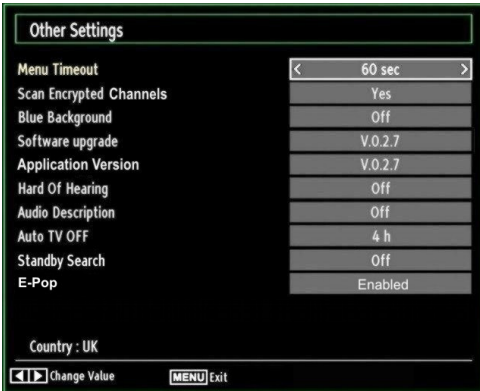 Other Settings
Menu Timeout < 60 sec >
Scan Encrypted Channels Yes
Blue Background Off
Software upgrade V.0.2.7
Application Version V.0.2.7
Hard Of Hearing Off
Audio Description Off
Auto TV OFF 4 h
Standby Search Off
E-Pop Enabled
Country : UK
Change Value MENU Exit